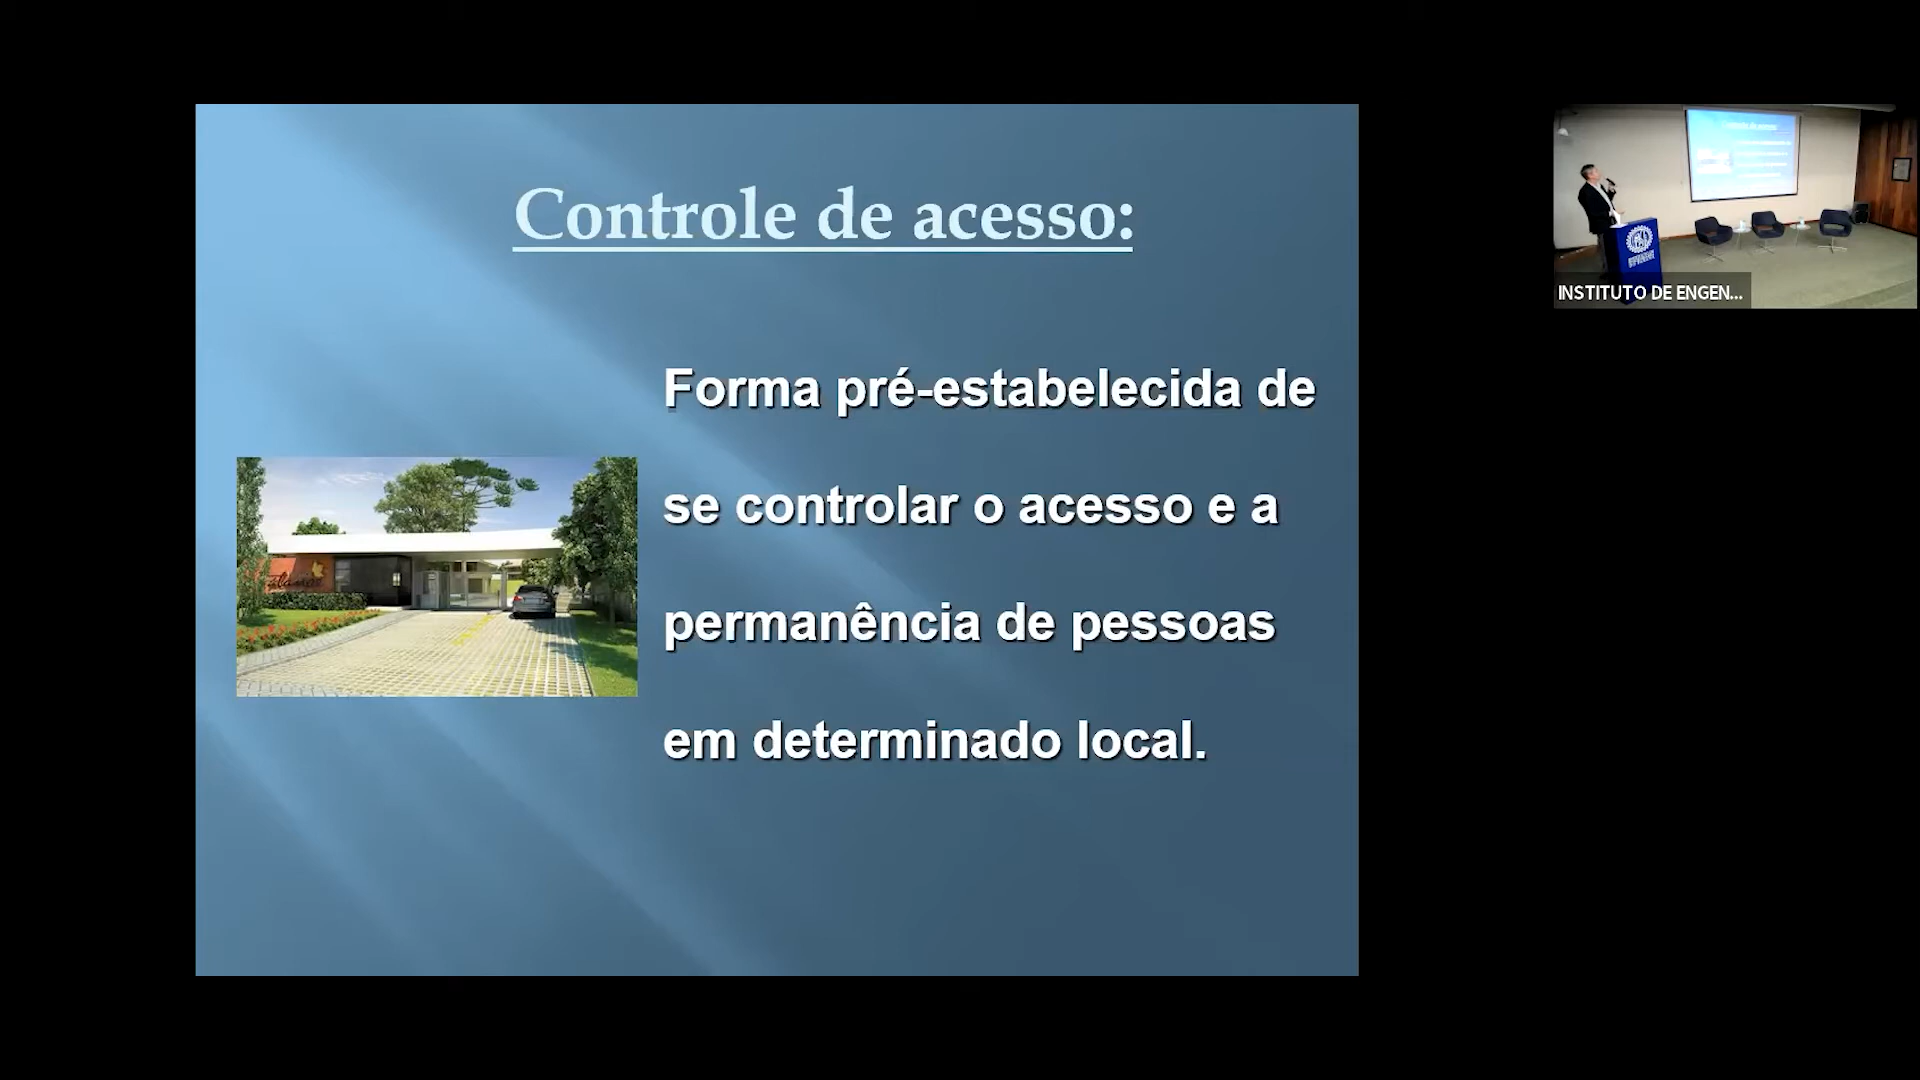 Controle de acesso:
Forma pré-estabelecida de
se controlar o acesso e a
permanência de pessoas
em determinado local.
INSTITUTO DE ENGEN...